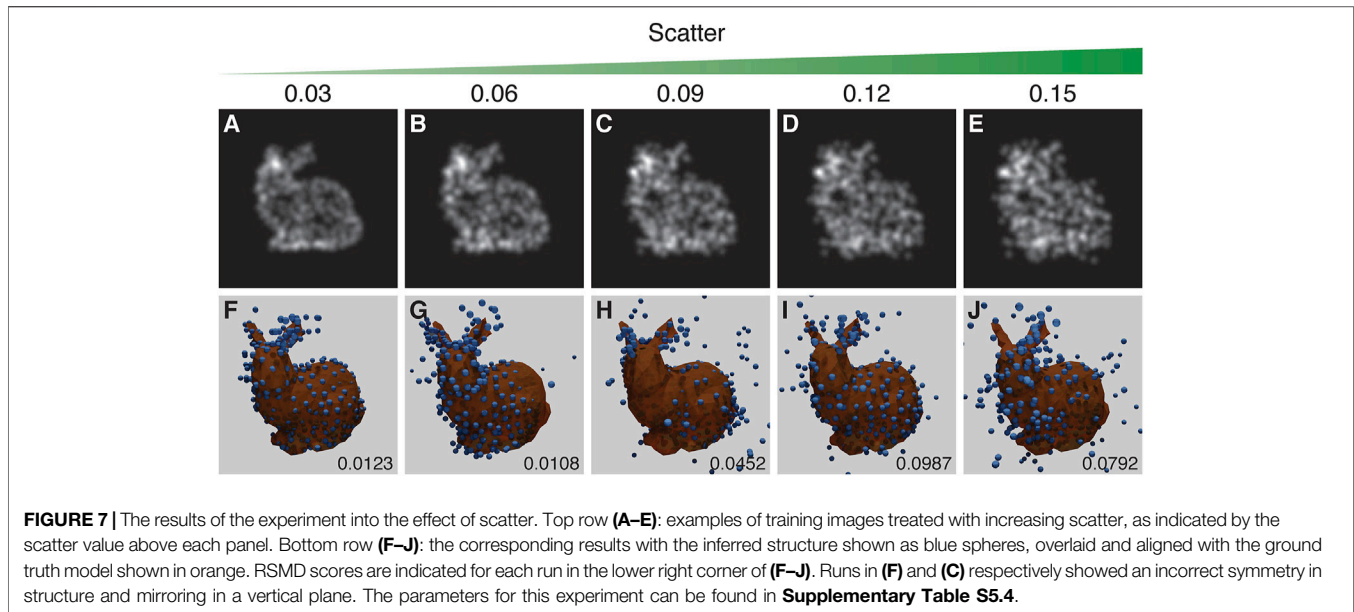 Scatter
0.03 0.06 0.09 0.12 0.15
A B C D E
F G H I J
0.0123 0.0108 0.0452 0.0987 0.0792
FIGURE 7 | The results of the experiment into the effect of scatter. Top row (A–E): examples of training images treated with increasing scatter, as indicated by the
scatter value above each panel. Bottom row (F–J): the corresponding results with the inferred structure shown as blue spheres, overlaid and aligned with the ground
truth model shown in orange. RSMD scores are indicated for each run in the lower right corner of (F–J). Runs in (F) and (C) respectively showed an incorrect symmetry in
structure and mirroring in a vertical plane. The parameters for this experiment can be found in Supplementary Table S5.4.